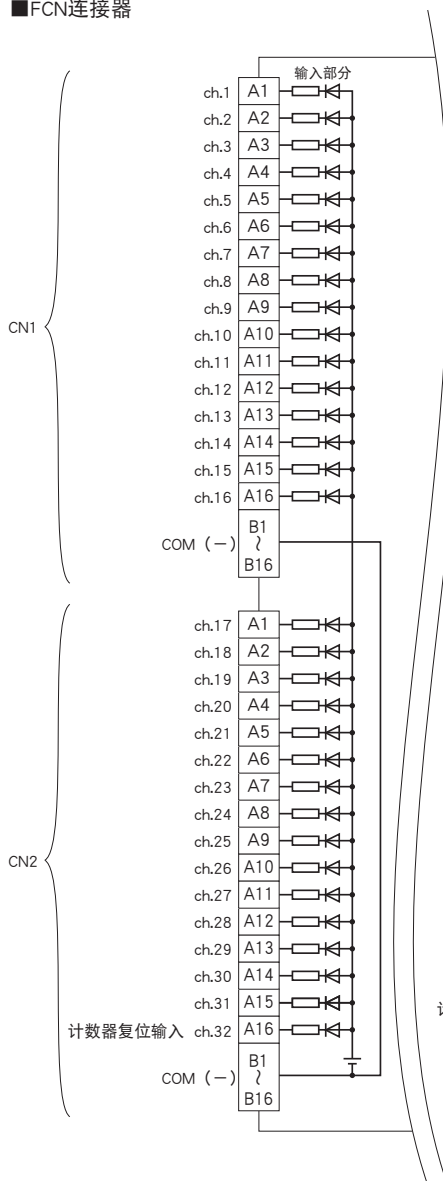 ■FCN连接器
输入部分
ch.1 A1
ch.2 A2
ch.3 A3
ch.4 A4
ch.5 A5
ch.6 A6
ch.7 A7
ch.8 A8
ch.9 A9
CN1
ch.10 A10
ch.11 A11
ch.12 A12
ch.13 A13
ch.14 A14
ch.15 A15
ch.16 A16
COM（－） B1 ～ B16
ch.17 A1
ch.18 A2
ch.19 A3
ch.20 A4
ch.21 A5
ch.22 A6
ch.23 A7
ch.24 A8
ch.25 A9
CN2
ch.26 A10
ch.27 A11
ch.28 A12
ch.29 A13
ch.30 A14
ch.31 A15
计数器复位输入 ch.32 A16
COM（－） B1 ～ B16